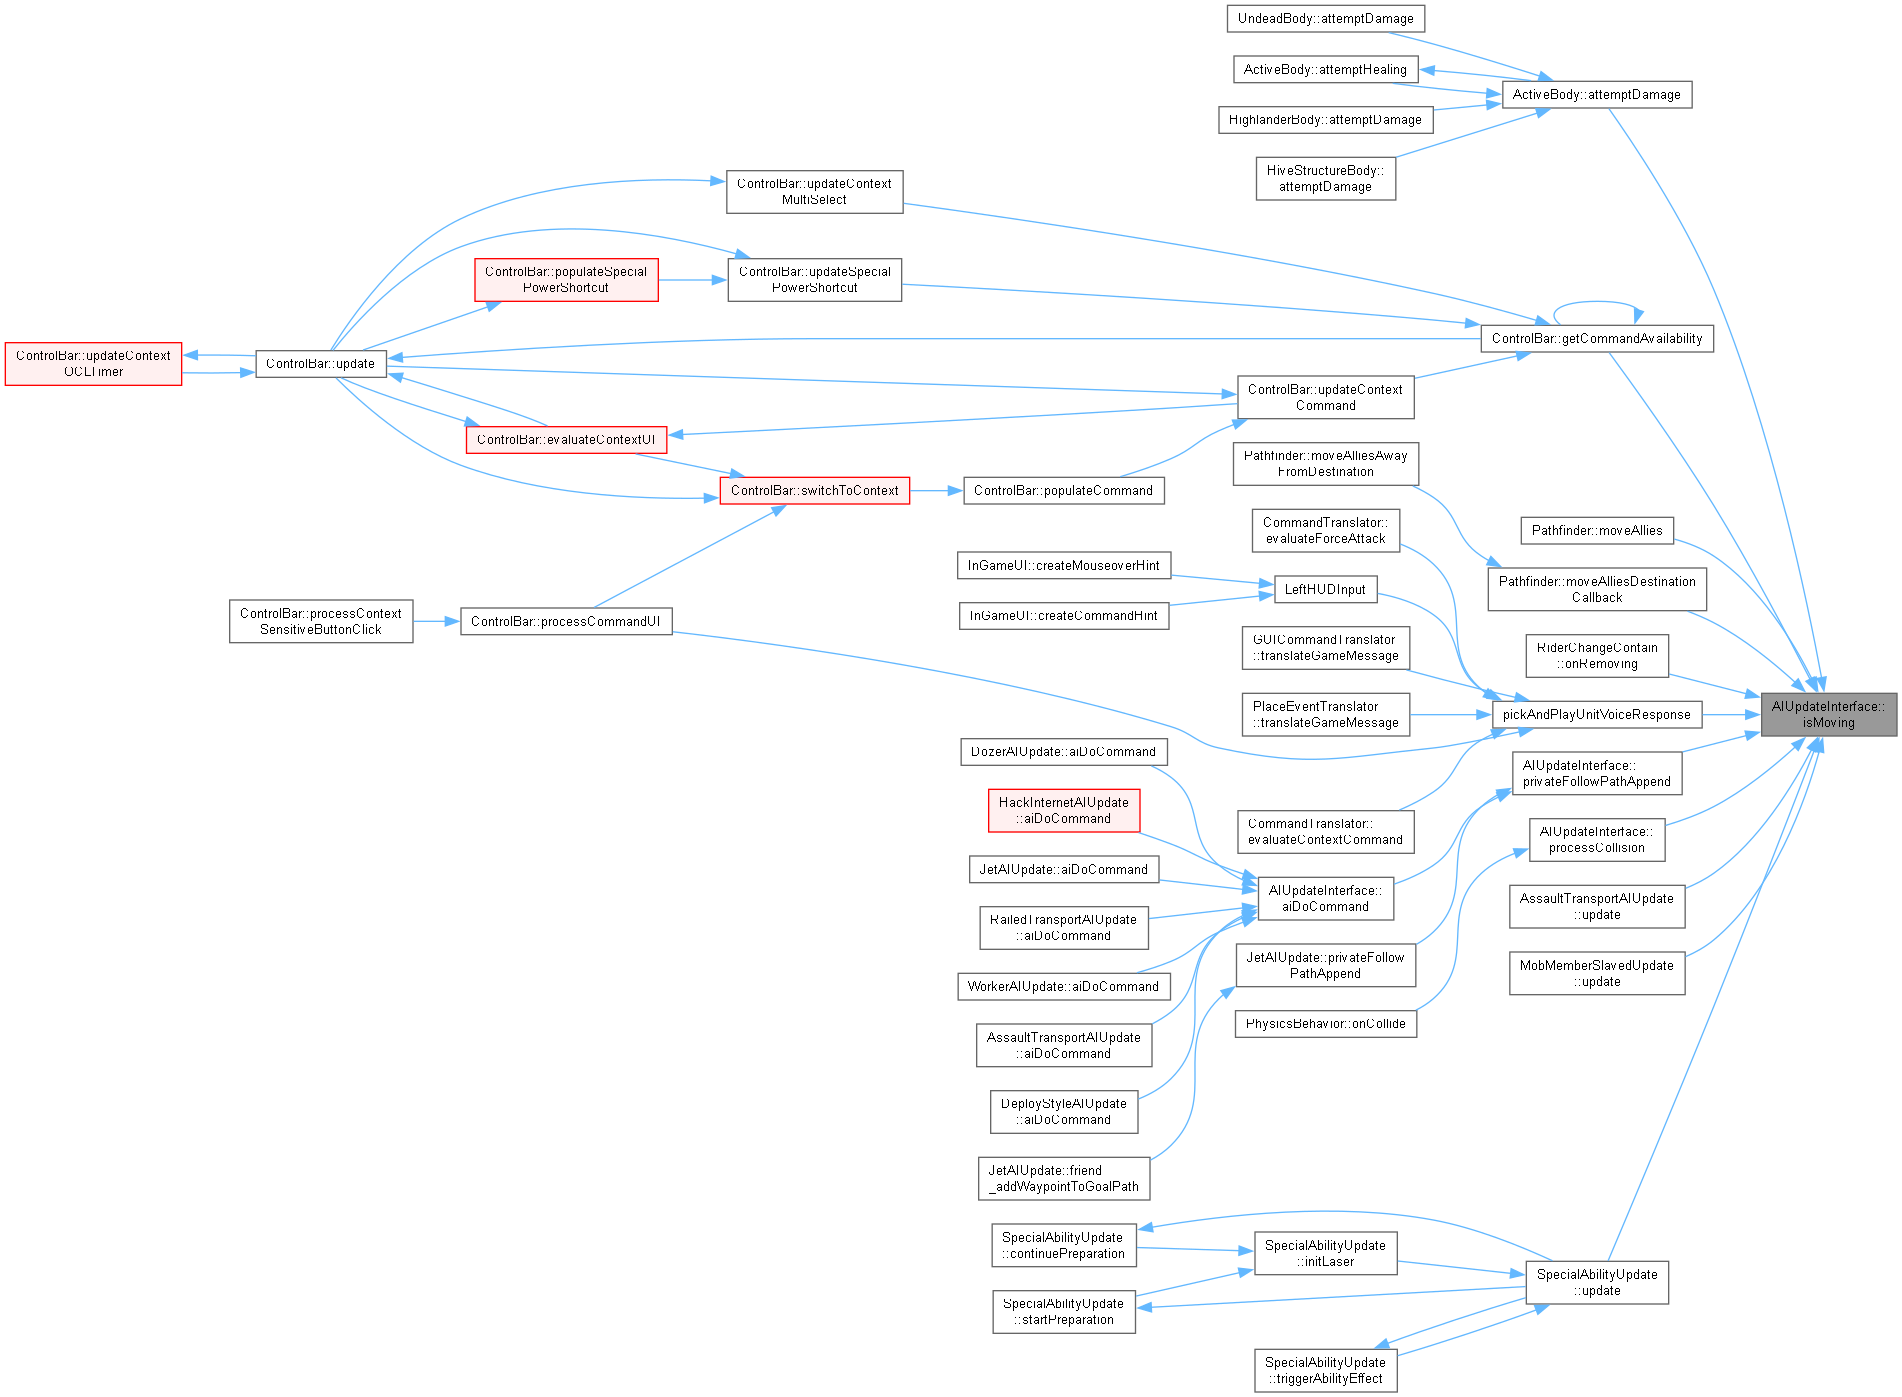 UndeadBody::attemptDamage
ActiveBody::attemptHealing
ActiveBody::attemptDamage
HighlanderBody::attemptDamage
HiveStructureBody::
attemptDamage
ControlBar::updateContext
MultiSelect
ControlBar::populateSpecial
PowerShortcut
ControlBar::updateSpecial
PowerShortcut
ControlBar::getCommandAvailability
ControlBar::updateContext
OCLTimer
ControlBar::update
ControlBar::updateContext
Command
ControlBar::evaluateContextUI
ControlBar::switchToContext
ControlBar::populateCommand
Pathfinder::moveAlliesAway
FromDestination
CommandTranslator::
evaluateForceAttack
Pathfinder::moveAllies
InGameUI::createMouseoverHint
LeftHUDInput
Pathfinder::moveAlliesDestination
Callback
InGameUI::createCommandHint
ControlBar::processContext
SensitiveButtonClick
ControlBar::processCommandUI
GUICommandTranslator
::translateGameMessage
RiderChangeContain
::onRemoving
PlaceEventTranslator
::translateGameMessage
pickAndPlayUnitVoiceResponse
AIUpdateInterface::
isMoving
DozerAIUpdate::aiDoCommand
AIUpdateInterface::
privateFollowPathAppend
HackInternetAIUpdate
::aiDoCommand
CommandTranslator::
evaluateContextCommand
AIUpdateInterface::
processCollision
JetAIUpdate::aiDoCommand
AIUpdateInterface::
aiDoCommand
AssaultTransportAIUpdate
::update
RailedTransportAIUpdate
::aiDoCommand
JetAIUpdate::privateFollow
PathAppend
MobMemberSlavedUpdate
::update
WorkerAIUpdate::aiDoCommand
PhysicsBehavior::onCollide
AssaultTransportAIUpdate
::aiDoCommand
DeployStyleAIUpdate
::aiDoCommand
JetAIUpdate::friend
_addWaypointToGoalPath
SpecialAbilityUpdate
::continuePreparation
SpecialAbilityUpdate
::initLaser
SpecialAbilityUpdate
::update
SpecialAbilityUpdate
::startPreparation
SpecialAbilityUpdate
::triggerAbilityEffect